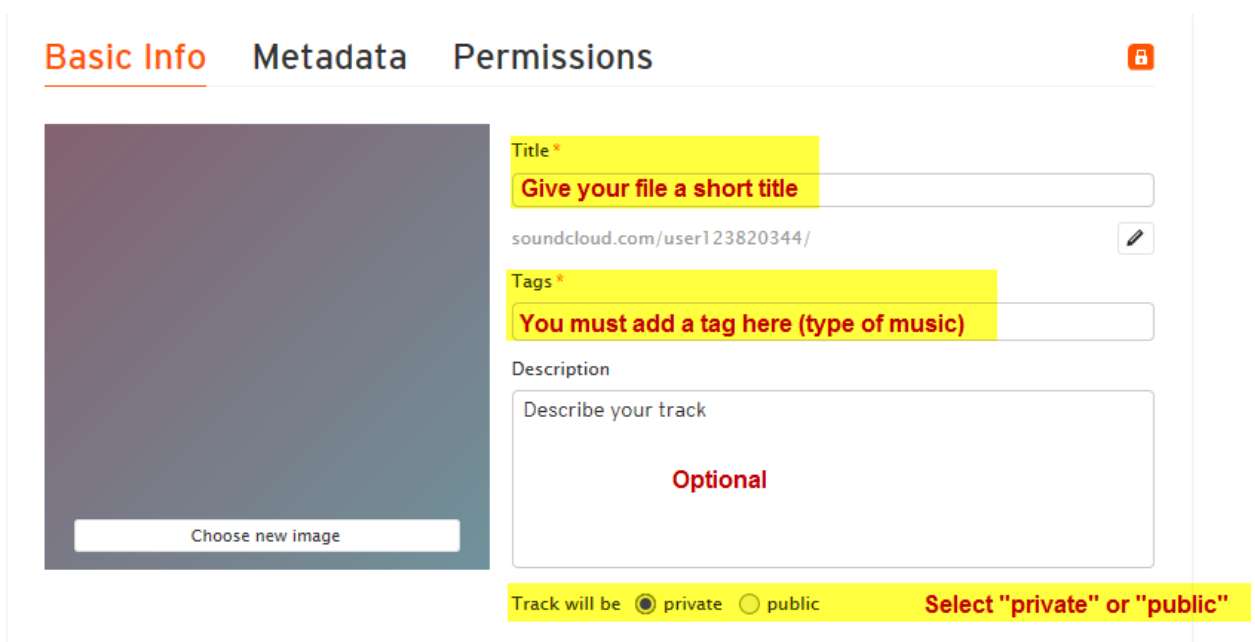 Basic Info Metadata Permissions
Title *
Give your file a short title
soundcloud.com/user123820344/
Tags *
You must add a tag here (type of music)
Description
Describe your track
Optional
Choose new image
Track will be private public Select "private" or "public"